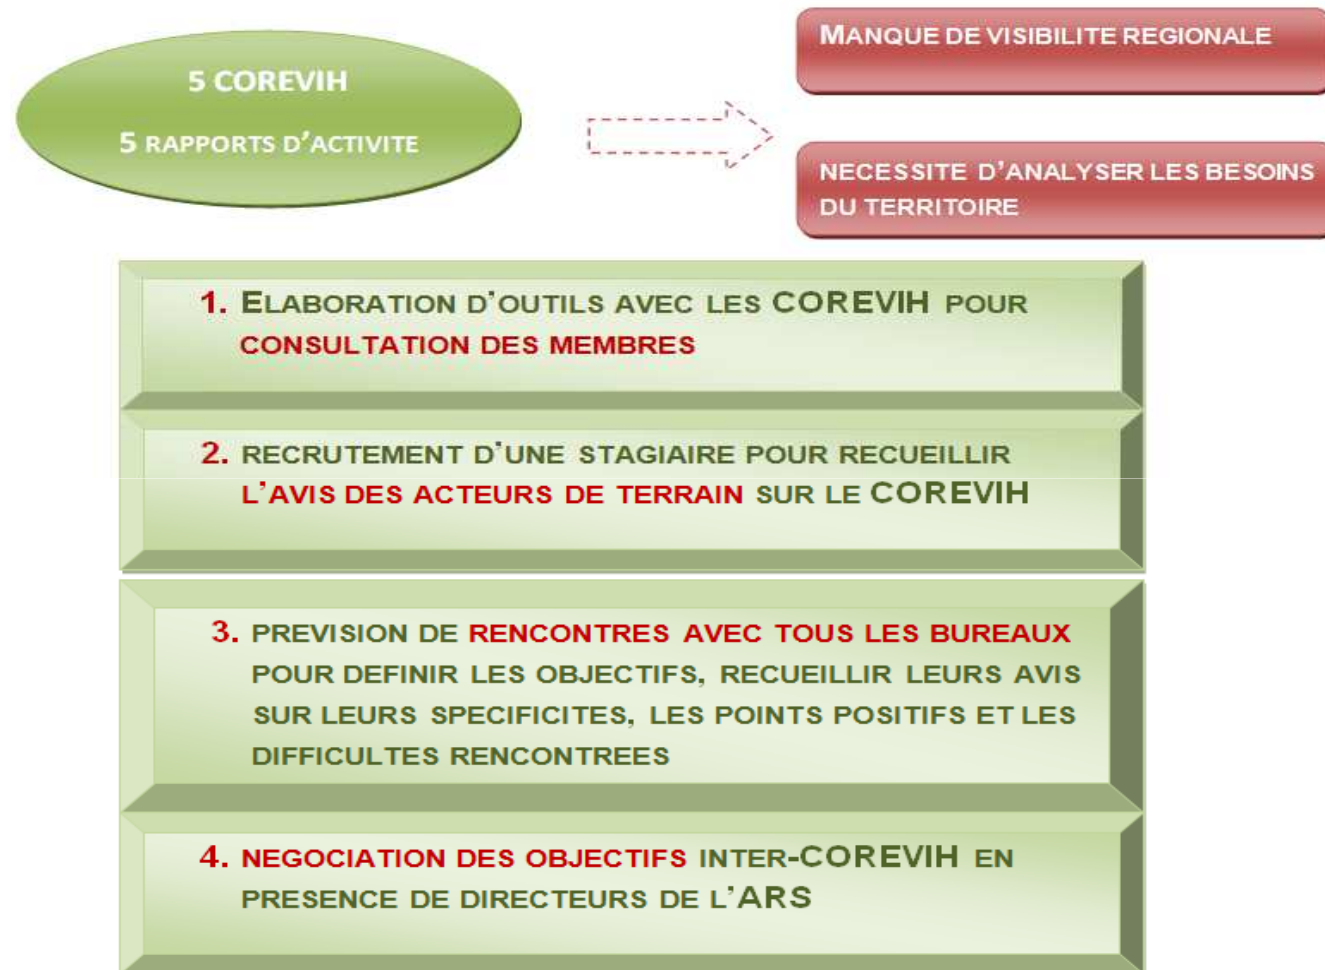 5 COREVIH
5 RAPPORTS D'ACTIVITE
MANQUE DE VISIBILITE REGIONALE
NECESSITE D'ANALYSER LES BESOINS
DU TERRITOIRE
1. ELABORATION D'OUTILS AVEC LES COREVIH POUR
CONSULTATION DES MEMBRES
2. RECRUTEMENT D'UNE STAGIAIRE POUR RECUEILLIR
L'AVIS DES ACTEURS DE TERRAIN SUR LE COREVIH
3. PREVISION DE RENCONTRES AVEC TOUS LES BUREAUX
POUR DEFINIR LES OBJECTIFS, RECUEILLIR LEURS AVIS
SUR LEURS SPECIFICITES, LES POINTS POSITIFS ET LES
DIFFICULTES RENCONTREES
4. NEGOCIATION DES OBJECTIFS INTER-COREVIH EN
PRESENCE DE DIRECTEURS DE L'ARS